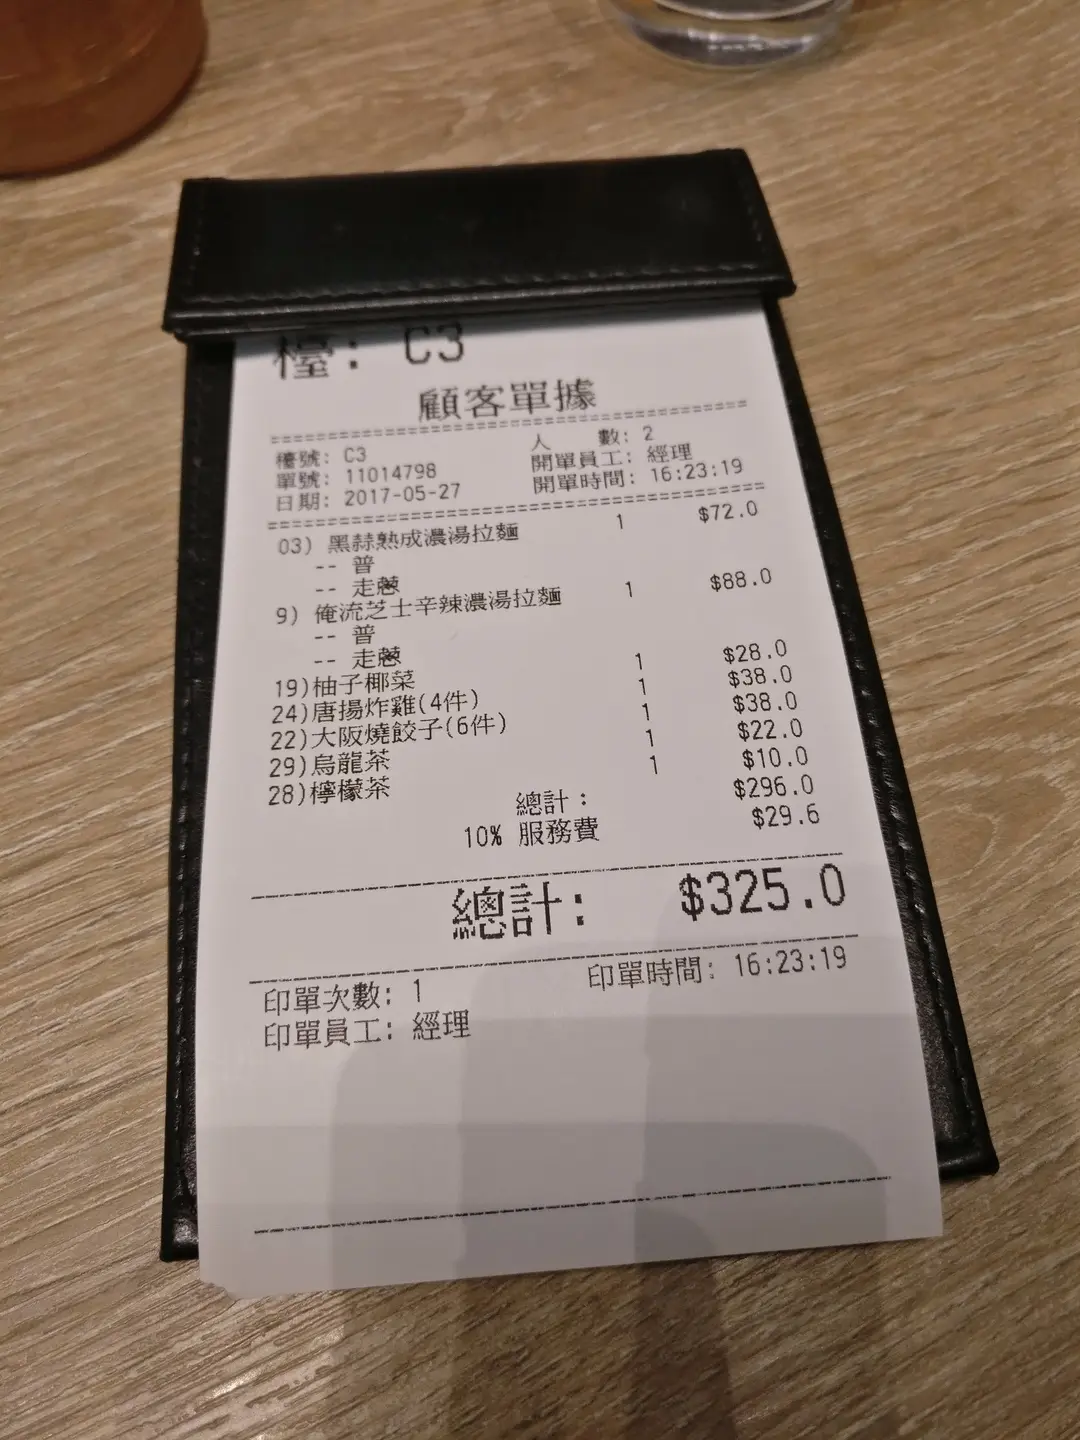 檯: C3
顧客單據
檯號: C3 人 數: 2
單號: 11014798 開單員工: 經理
日期: 2017-05-27 開單時間: 16:23:19
03) 黑蒜熟成濃湯拉麵 1 $72.0
-- 普
-- 走蔥
9) 俺流芝士辛辣濃湯拉麵 1 $88.0
-- 普
-- 走蔥
19)柚子椰菜 1 $28.0
24)唐揚炸雞(4件) 1 $38.0
22)大阪燒餃子(6件) 1 $38.0
29)烏龍茶 1 $22.0
28)檸檬茶 1 $10.0
總計: $296.0
10% 服務費 $29.6
總計: $325.0
印單次數: 1 印單時間: 16:23:19
印單員工: 經理